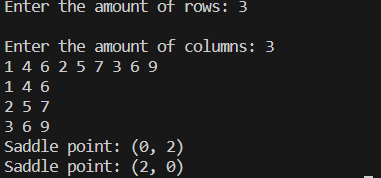 Enter the amount of rows: 3
Enter the amount of columns: 3
1 4 6 2 5 7 3 6 9
1 4 6
2 5 7
3 6 9
Saddle point: (0, 2)
Saddle point: (2, 0)